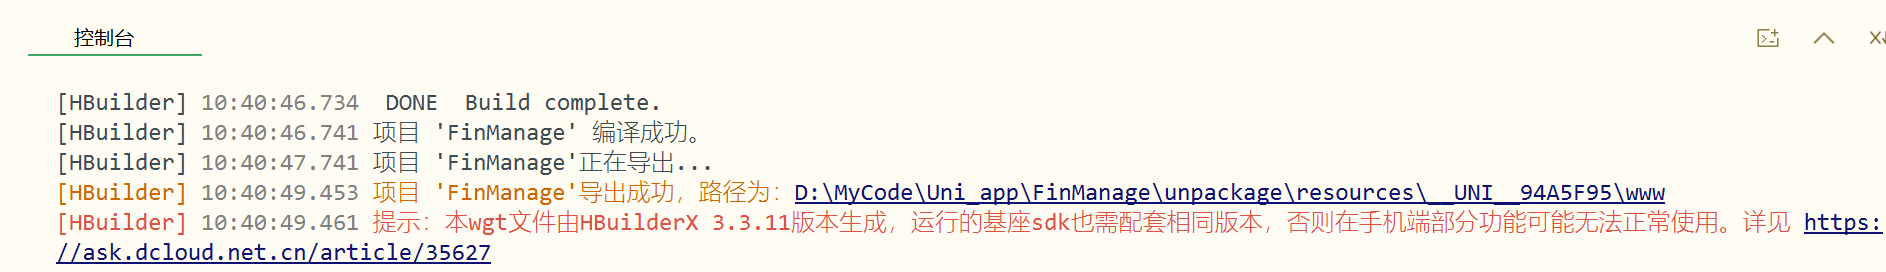 控制台
[HBuilder] 10:40:46.734  DONE  Build complete.
[HBuilder] 10:40:46.741 项目 'FinManage' 编译成功。
[HBuilder] 10:40:47.741 项目 'FinManage'正在导出...
[HBuilder] 10:40:49.453 项目 'FinManage'导出成功，路径为：D:\MyCode\Uni_app\FinManage\unpackage\resources\__UNI__94A5F95\www
[HBuilder] 10:40:49.461 提示：本wgt文件由HBuilderX 3.3.11版本生成，运行的基座sdk也需配套相同版本，否则在手机端部分功能可能无法正常使用。详见 https:
//ask.dcloud.net.cn/article/35627